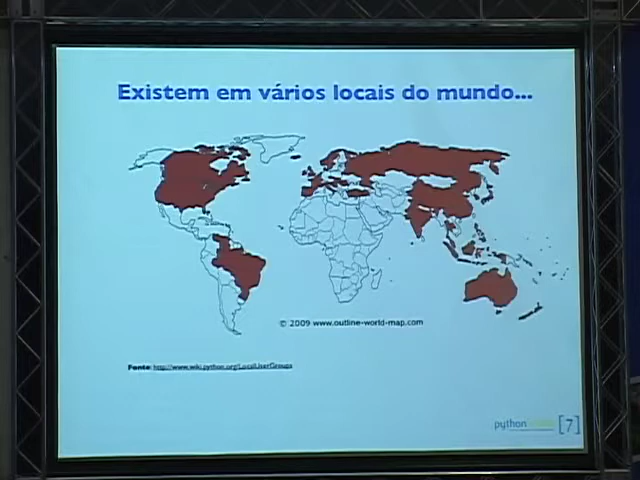 Existem em vários locais do mundo...
© 2009 www.outline-world-map.com
Fonte: http://www.wiki.python.org/LocalUserGroups
python
[7]